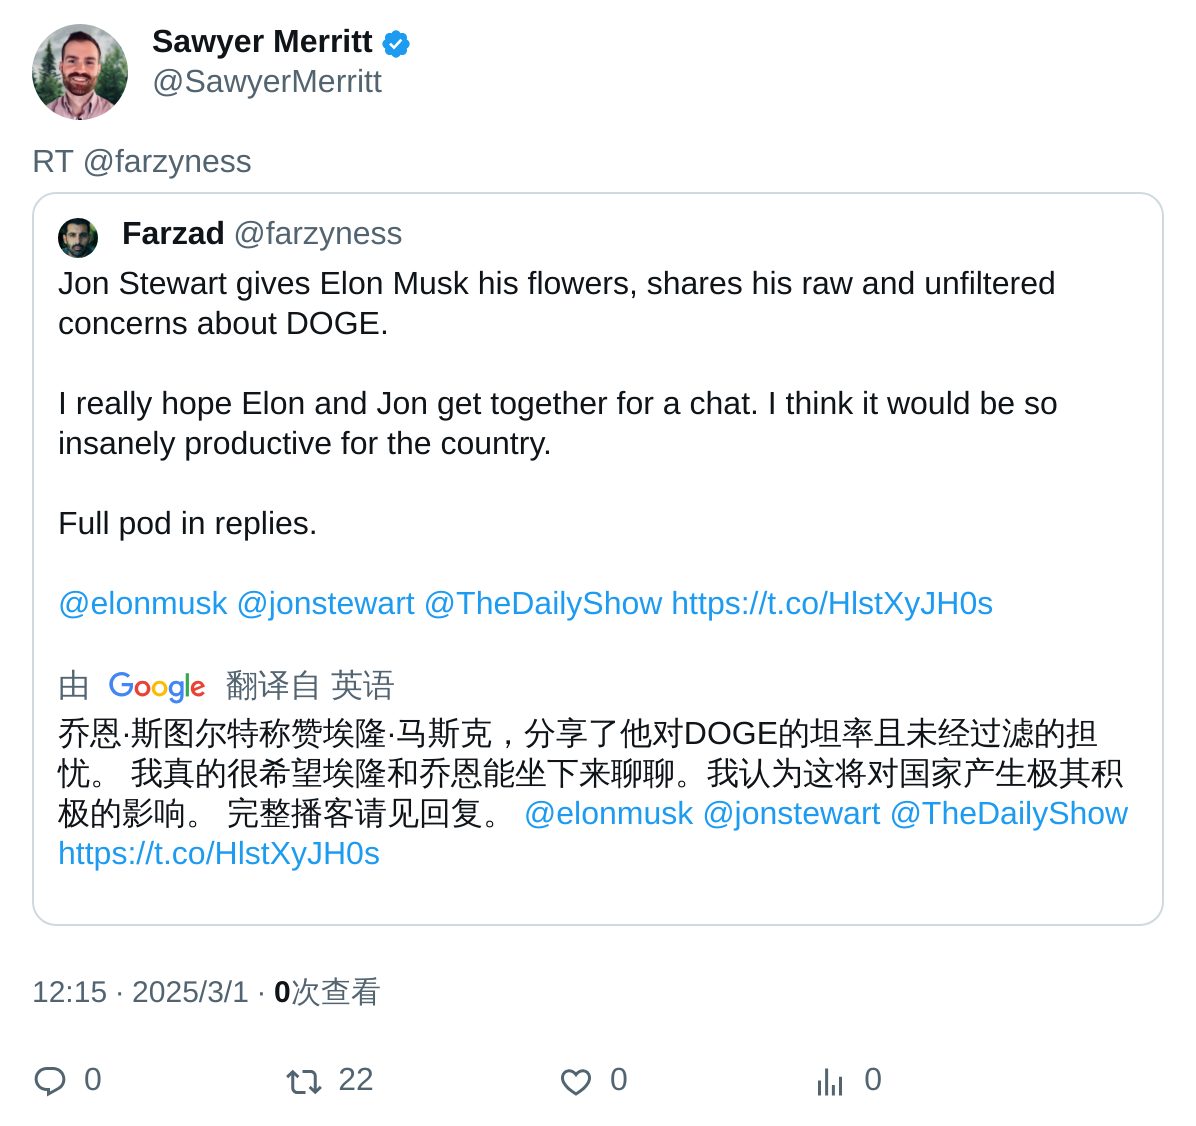 Sawyer Merritt
@SawyerMerritt
RT @farzyness
Farzad @farzyness
Jon Stewart gives Elon Musk his flowers, shares his raw and unfiltered
concerns about DOGE.
I really hope Elon and Jon get together for a chat. I think it would be so
insanely productive for the country.
Full pod in replies.
@elonmusk @jonstewart @TheDailyShow https://t.co/HlstXyJH0s
由 Google 翻译自 英语
乔恩·斯图尔特称赞埃隆·马斯克，分享了他对DOGE的坦率且未经过滤的担
忧。 我真的很希望埃隆和乔恩能坐下来聊聊。我认为这将对国家产生极其积
极的影响。 完整播客请见回复。 @elonmusk @jonstewart @TheDailyShow
https://t.co/HlstXyJH0s
12:15 · 2025/3/1 · 0次查看
0 22 0 0